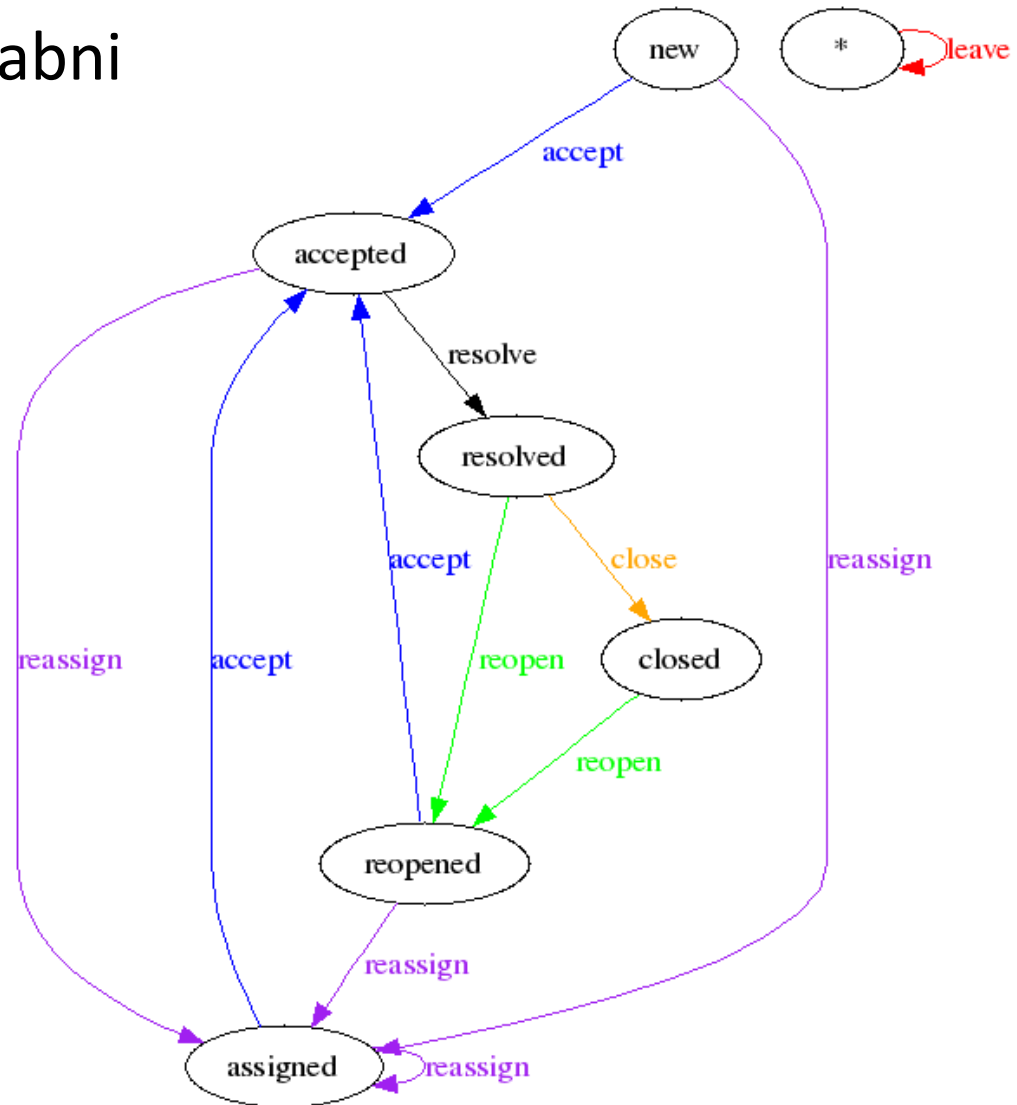 abni
new
*
leave
accept
accepted
resolve
resolved
accept
close
reassign
reassign
accept
reopen
closed
reopen
reopened
reassign
assigned
reassign